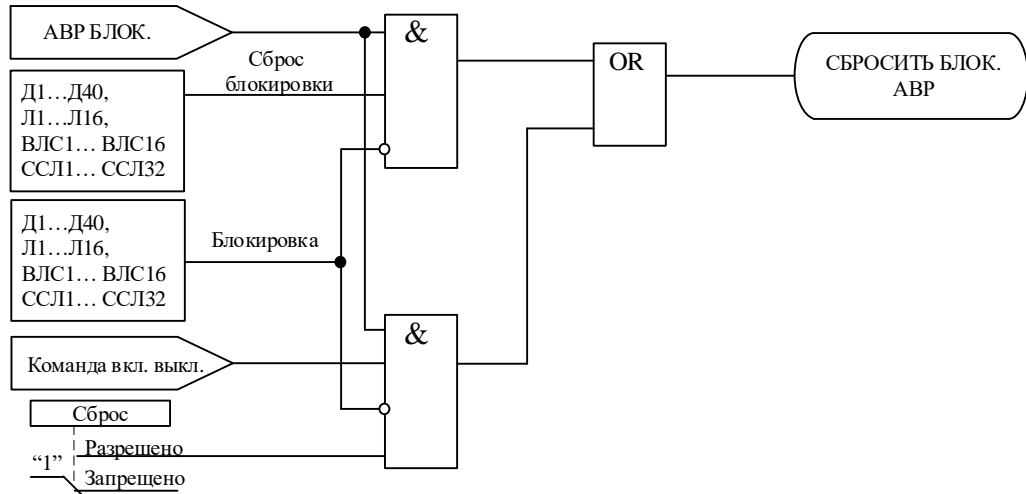 АВР БЛОК.
Сброс
блокировки
&
OR
СБРОСИТЬ БЛОК.
АВР
Д1...Д40,
Л1...Л16,
ВЛС1... ВЛС16
ССЛ1... ССЛ32
Д1...Д40,
Л1...Л16,
ВЛС1... ВЛС16
ССЛ1... ССЛ32
Блокировка
&
Команда вкл. выкл.
Сброс
Разрешено
“1”
Запрещено